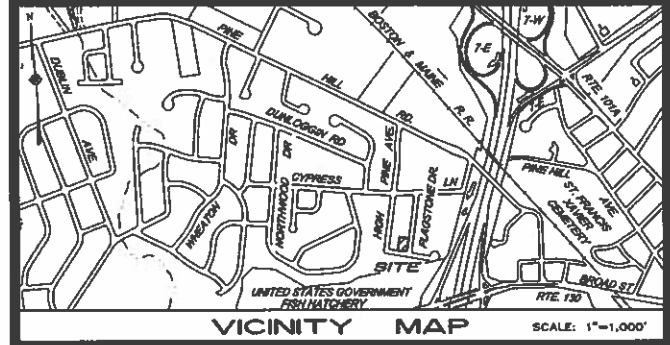 N
DUBLIN
AVE.
PINE
HILL
RD.
BOSTON & MAINE R.R.
7-E
7-W
RTE. 101A
DUNLOGGIN RD
DR
WHEATON
NORTHWOOD
DR
CYPRESS
LN.
PINE AVE.
HIGH
FLAGSTONE DR.
PINE HILL
AVE
ST. FRANCIS
XAVIER
CEMETERY
SITE
UNITED STATES GOVERNMENT
FISH HATCHERY
BROAD ST
RTE. 130
VICINITY MAP
SCALE: 1"=1,000'